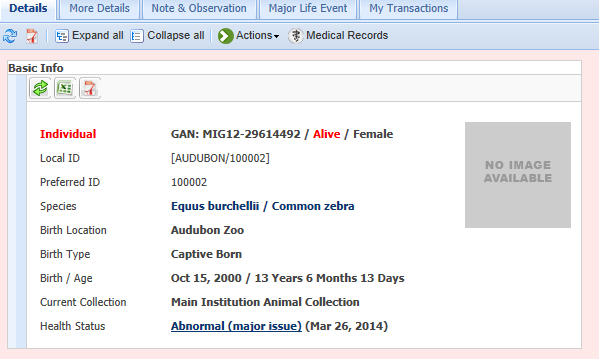 Details More Details Note & Observation Major Life Event My Transactions
Expand all Collapse all Actions Medical Records
Basic Info
Individual GAN: MIG12-29614492 / Alive / Female
Local ID [AUDUBON/100002]
Preferred ID 100002
Species Equus burchellii / Common zebra
Birth Location Audubon Zoo
Birth Type Captive Born
Birth / Age Oct 15, 2000 / 13 Years 6 Months 13 Days
Current Collection Main Institution Animal Collection
Health Status Abnormal (major issue) (Mar 26, 2014)
NO IMAGE
AVAILABLE